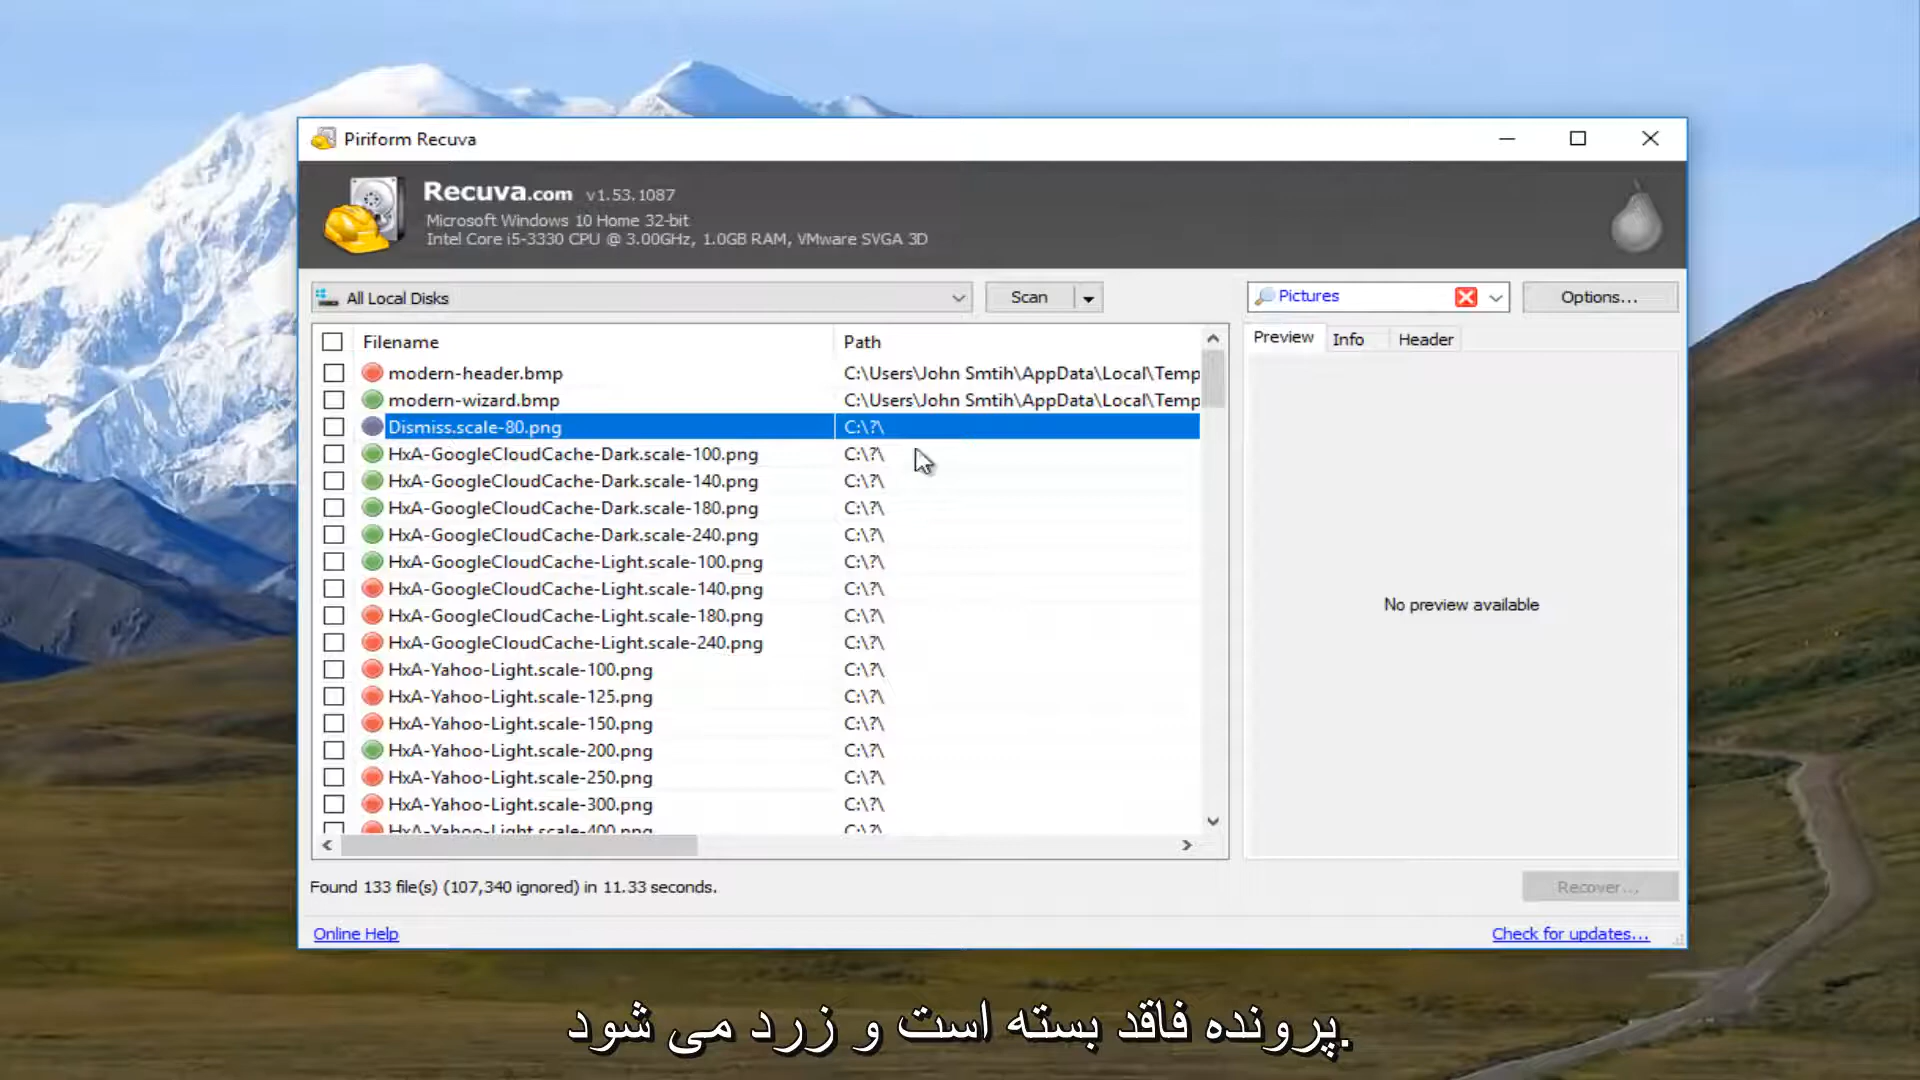 Piriform Recuva
Recuva.com v1.53.1087
Microsoft Windows 10 Home 32-bit
Intel Core i5-3330 CPU @ 3.00GHz, 1.0GB RAM, VMware SVGA 3D
All Local Disks Scan Pictures Options...
Filename Path Preview Info Header
modern-header.bmp C:\Users\John Smtih\AppData\Local\Temp
modern-wizard.bmp C:\Users\John Smtih\AppData\Local\Temp
Dismiss.scale-80.png C:\?\
HxA-GoogleCloudCache-Dark.scale-100.png C:\?\
HxA-GoogleCloudCache-Dark.scale-140.png C:\?\
HxA-GoogleCloudCache-Dark.scale-180.png C:\?\
HxA-GoogleCloudCache-Dark.scale-240.png C:\?\
HxA-GoogleCloudCache-Light.scale-100.png C:\?\
HxA-GoogleCloudCache-Light.scale-140.png C:\?\
HxA-GoogleCloudCache-Light.scale-180.png C:\?\
HxA-GoogleCloudCache-Light.scale-240.png C:\?\
HxA-Yahoo-Light.scale-100.png C:\?\
HxA-Yahoo-Light.scale-125.png C:\?\
HxA-Yahoo-Light.scale-150.png C:\?\
HxA-Yahoo-Light.scale-200.png C:\?\
HxA-Yahoo-Light.scale-250.png C:\?\
HxA-Yahoo-Light.scale-300.png C:\?\
HxA-Yahoo-Light.scale-400.png C:\?\
No preview available
Found 133 file(s) (107,340 ignored) in 11.33 seconds.
Recover...
Online Help Check for updates...
.پرونده فاقد بسته است و زرد می شود